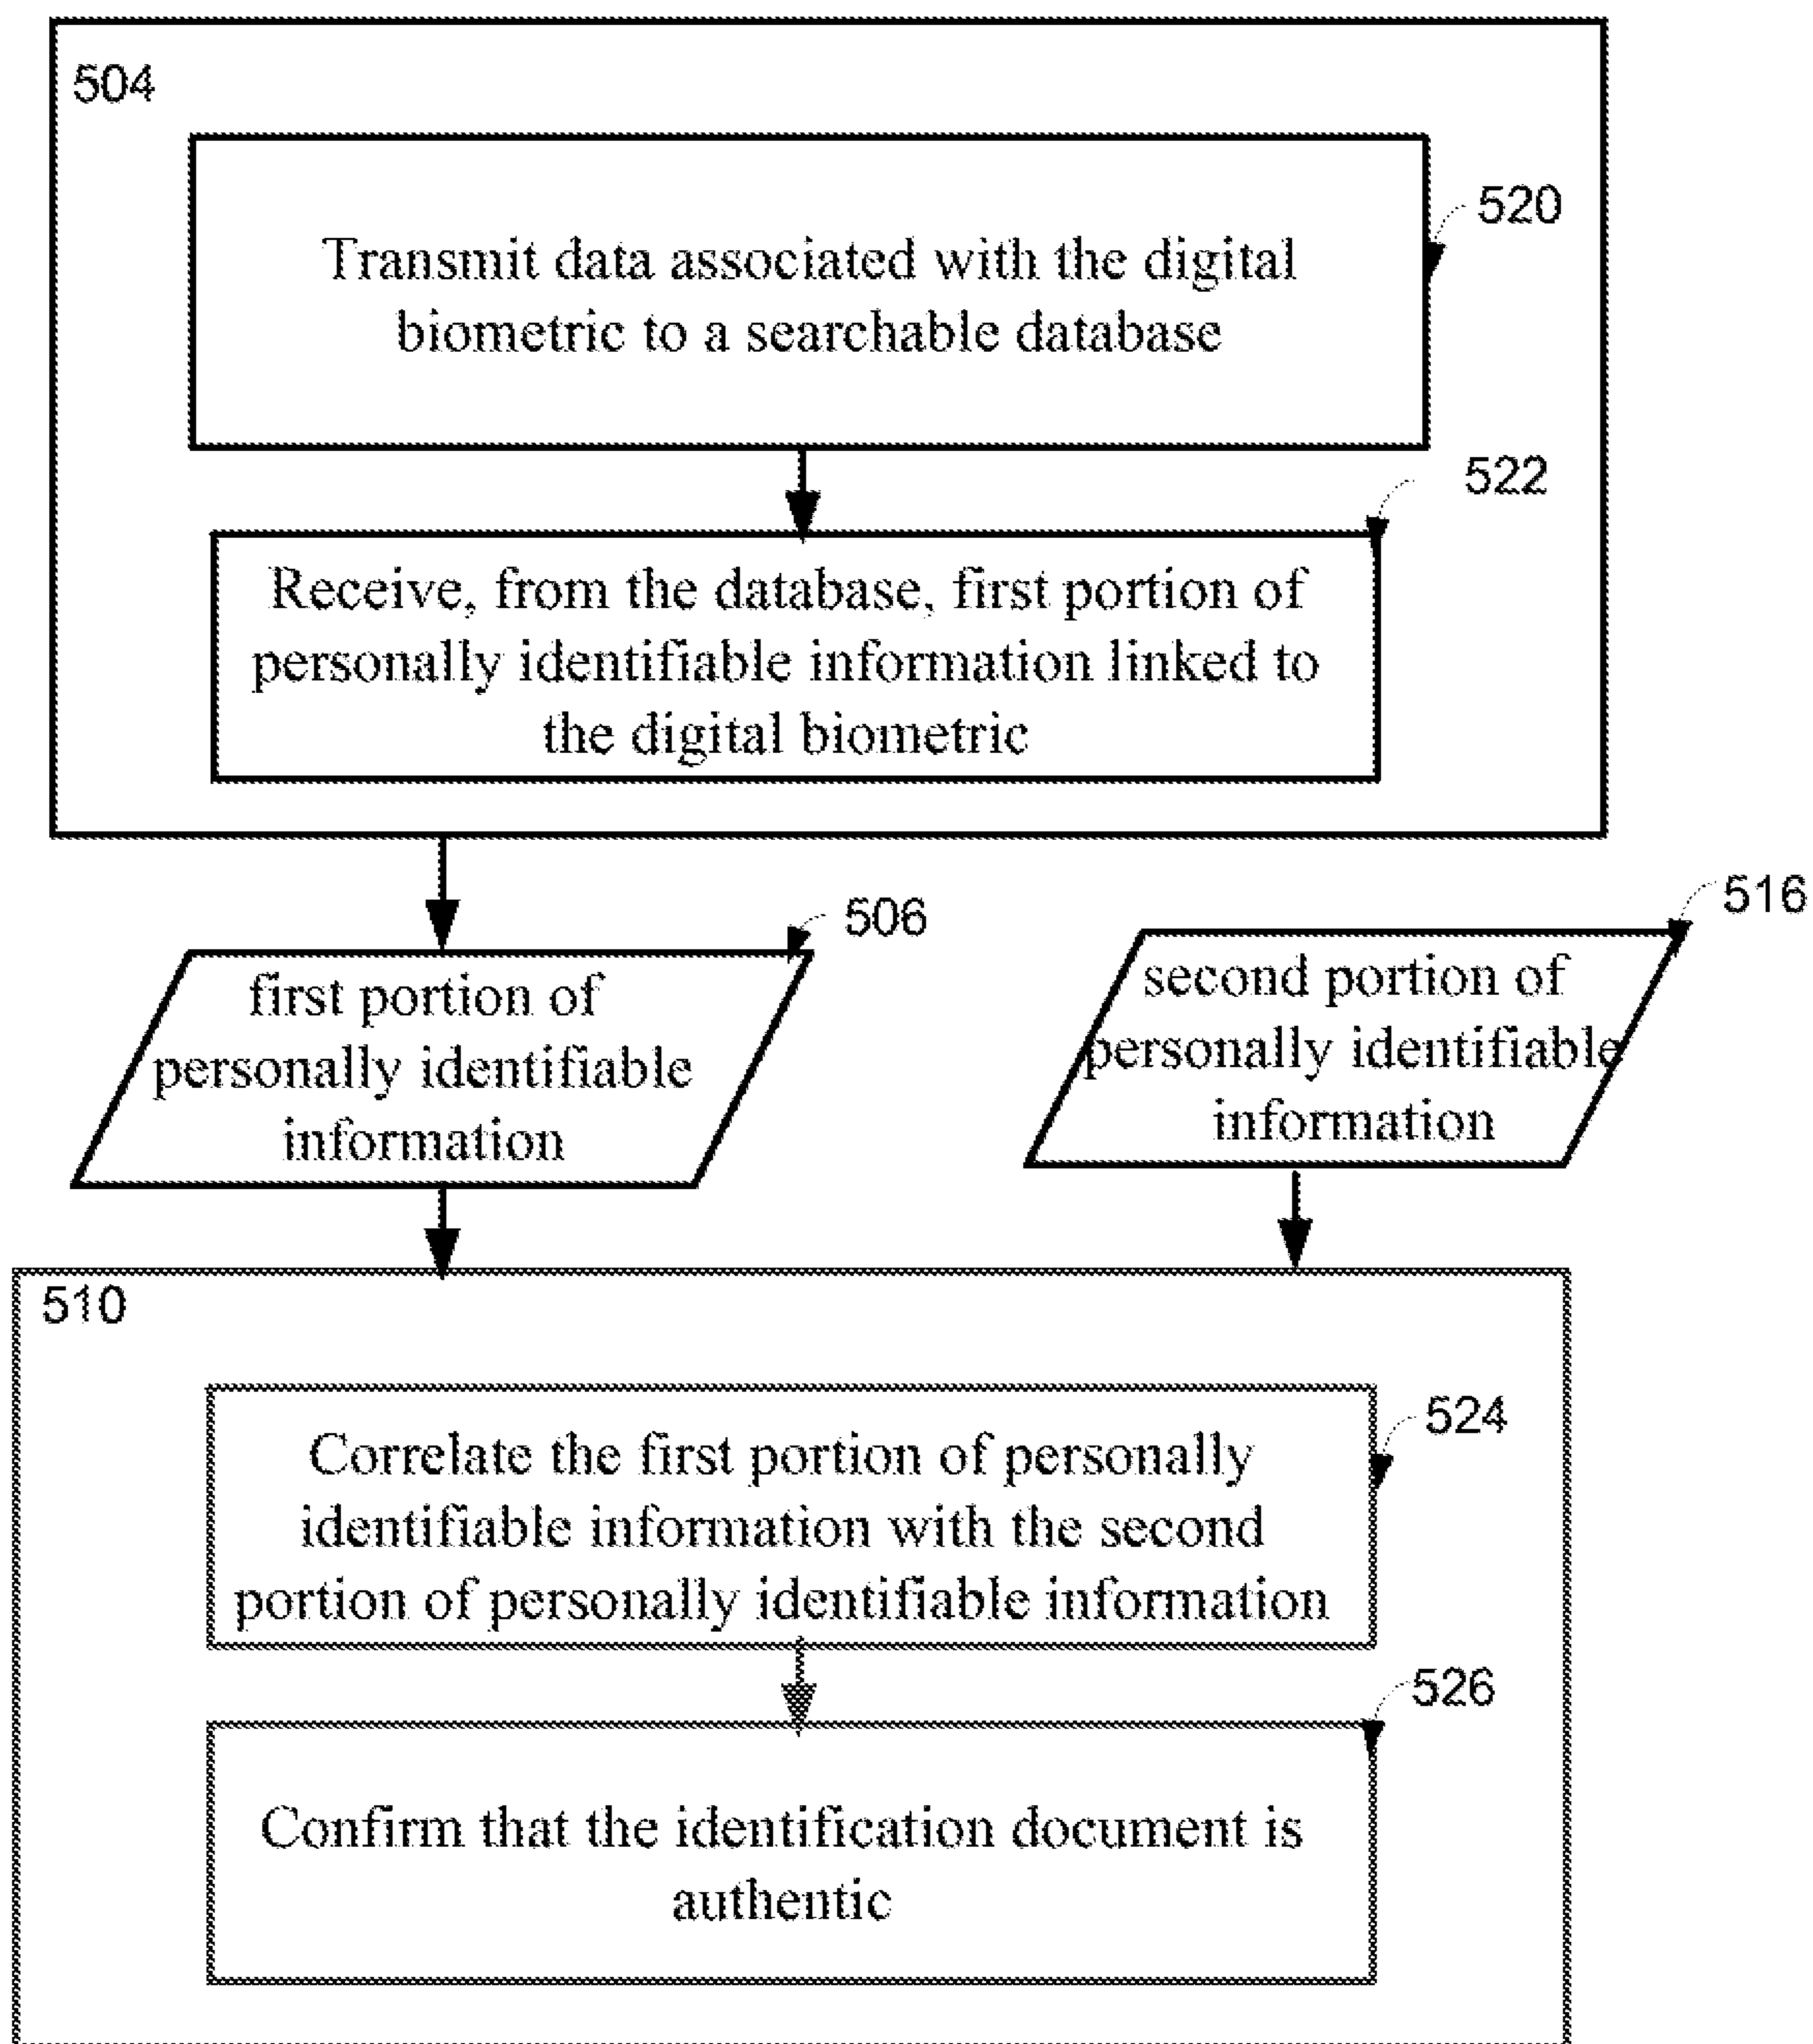 504
Transmit data associated with the digital
biometric to a searchable database
520
522
Receive, from the database, first portion of
personally identifiable information linked to
the digital biometric
506
first portion of
personally identifiable
information
516
second portion of
personally identifiable
information
510
Correlate the first portion of personally
identifiable information with the second
portion of personally identifiable information
524
526
Confirm that the identification document is
authentic